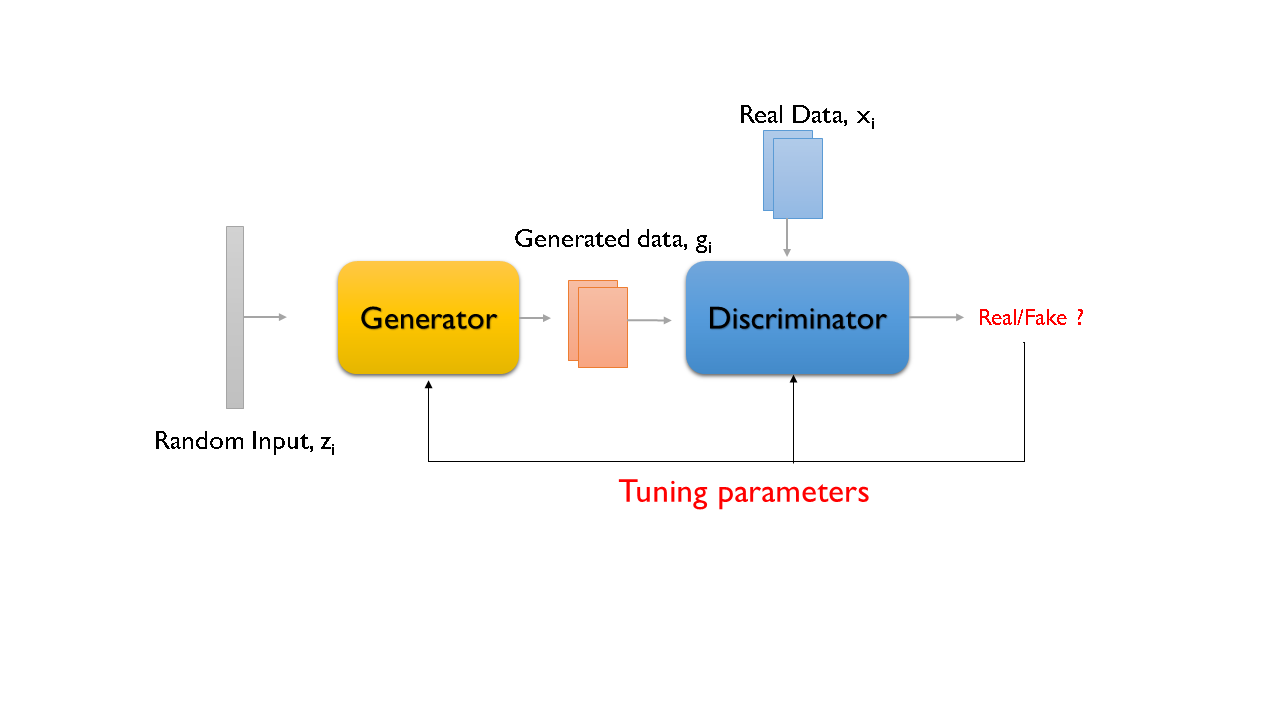 Real Data, xᵢ
Generated data, gᵢ
Generator
Discriminator
Real/Fake ?
Random Input, zᵢ
Tuning parameters